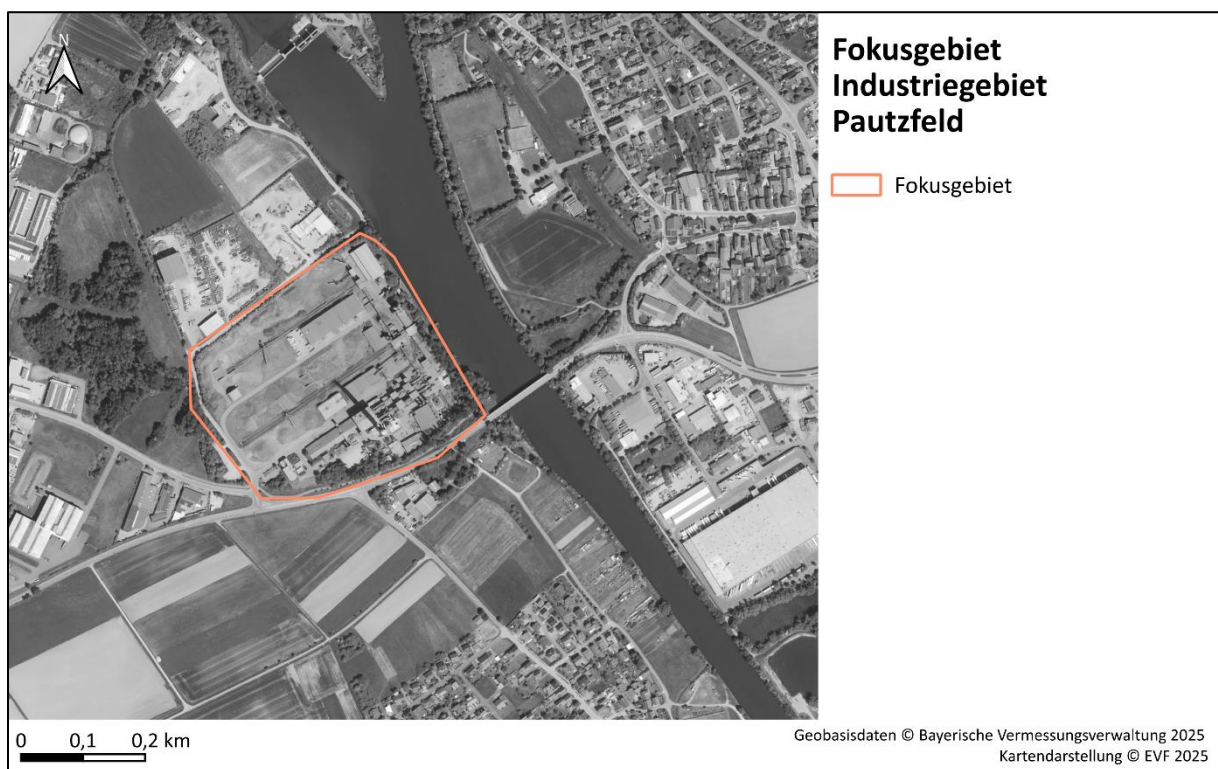 N
Fokusgebiet
Industriegebiet
Pautzfeld
Fokusgebiet
0 0,1 0,2 km
Geobasisdaten © Bayerische Vermessungsverwaltung 2025
Kartendarstellung © EVF 2025